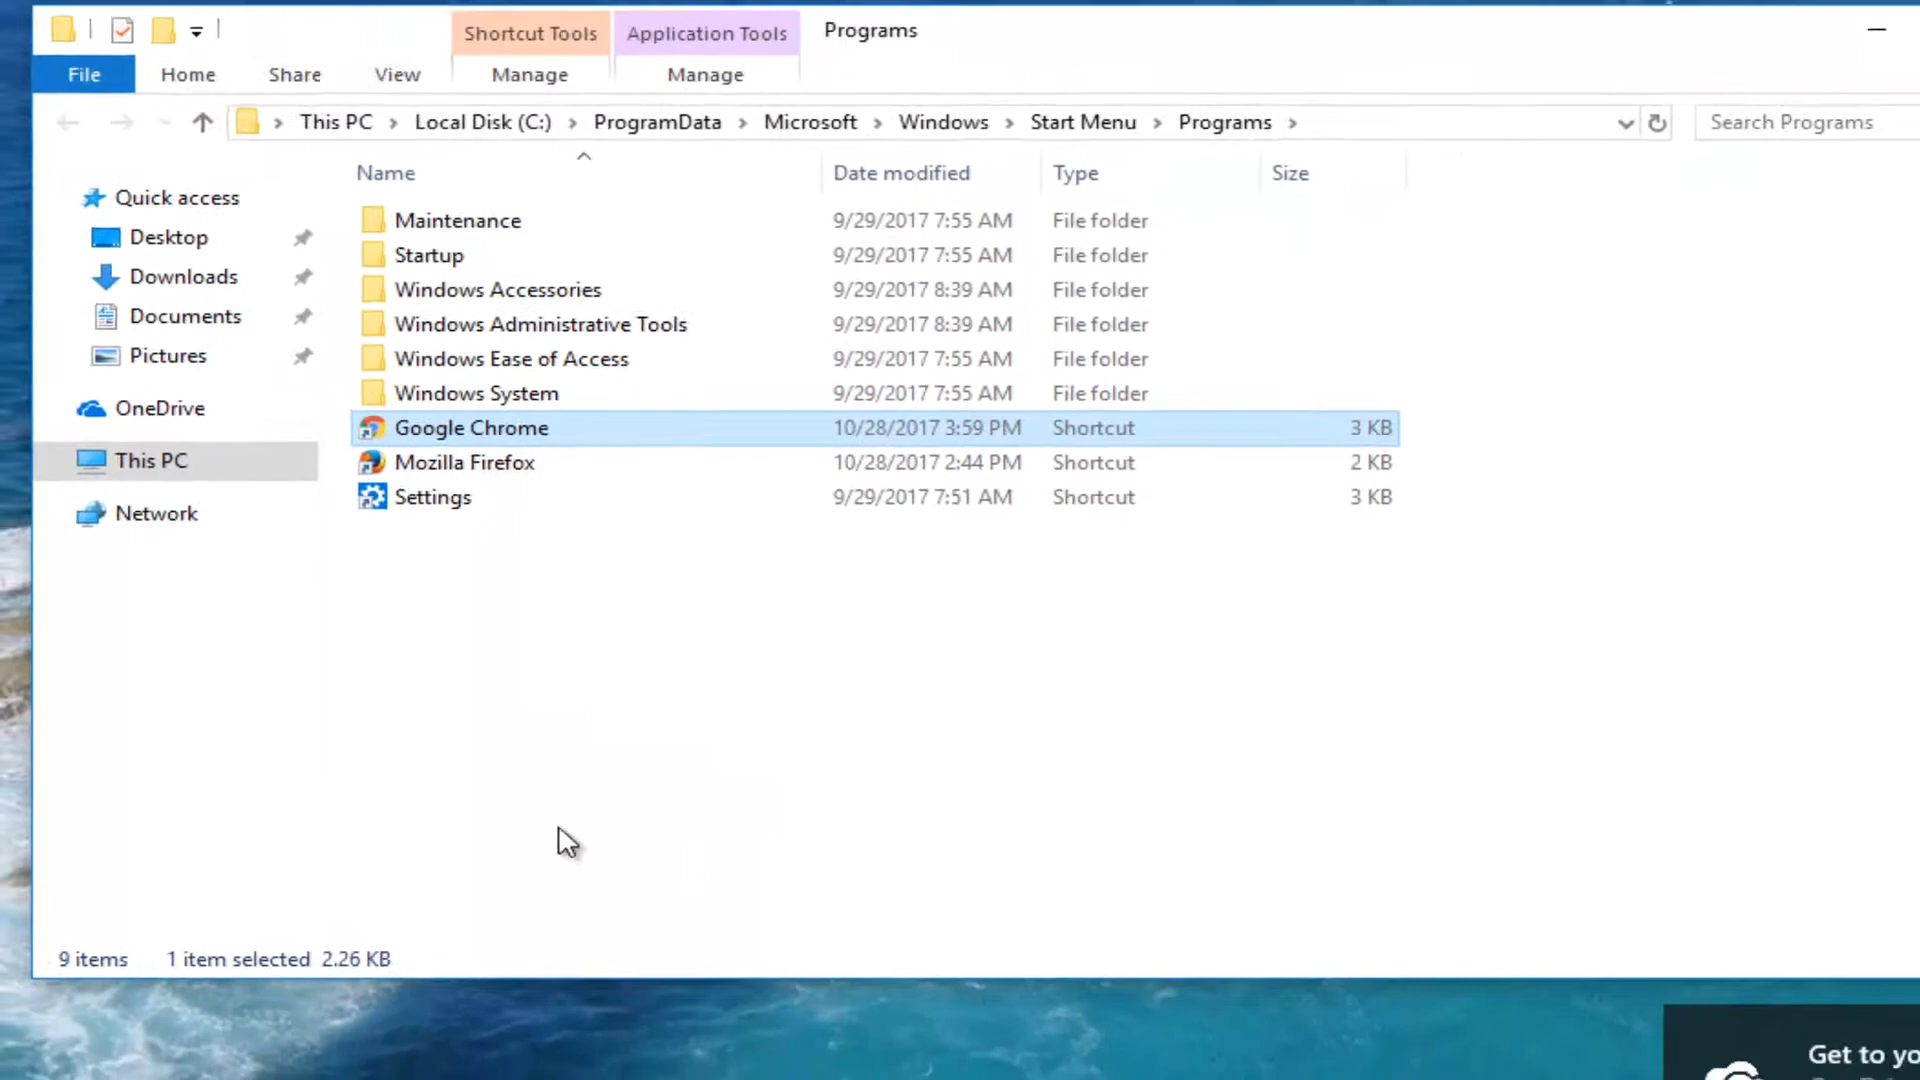 Shortcut Tools Application Tools Programs
File Home Share View Manage Manage
This PC Local Disk (C:) ProgramData Microsoft Windows Start Menu Programs Search Programs
Name Date modified Type Size
Quick access
Desktop
Downloads
Documents
Pictures
OneDrive
This PC
Network
Maintenance 9/29/2017 7:55 AM File folder
Startup 9/29/2017 7:55 AM File folder
Windows Accessories 9/29/2017 8:39 AM File folder
Windows Administrative Tools 9/29/2017 8:39 AM File folder
Windows Ease of Access 9/29/2017 7:55 AM File folder
Windows System 9/29/2017 7:55 AM File folder
Google Chrome 10/28/2017 3:59 PM Shortcut 3 KB
Mozilla Firefox 10/28/2017 2:44 PM Shortcut 2 KB
Settings 9/29/2017 7:51 AM Shortcut 3 KB
9 items 1 item selected 2.26 KB
Get to yo